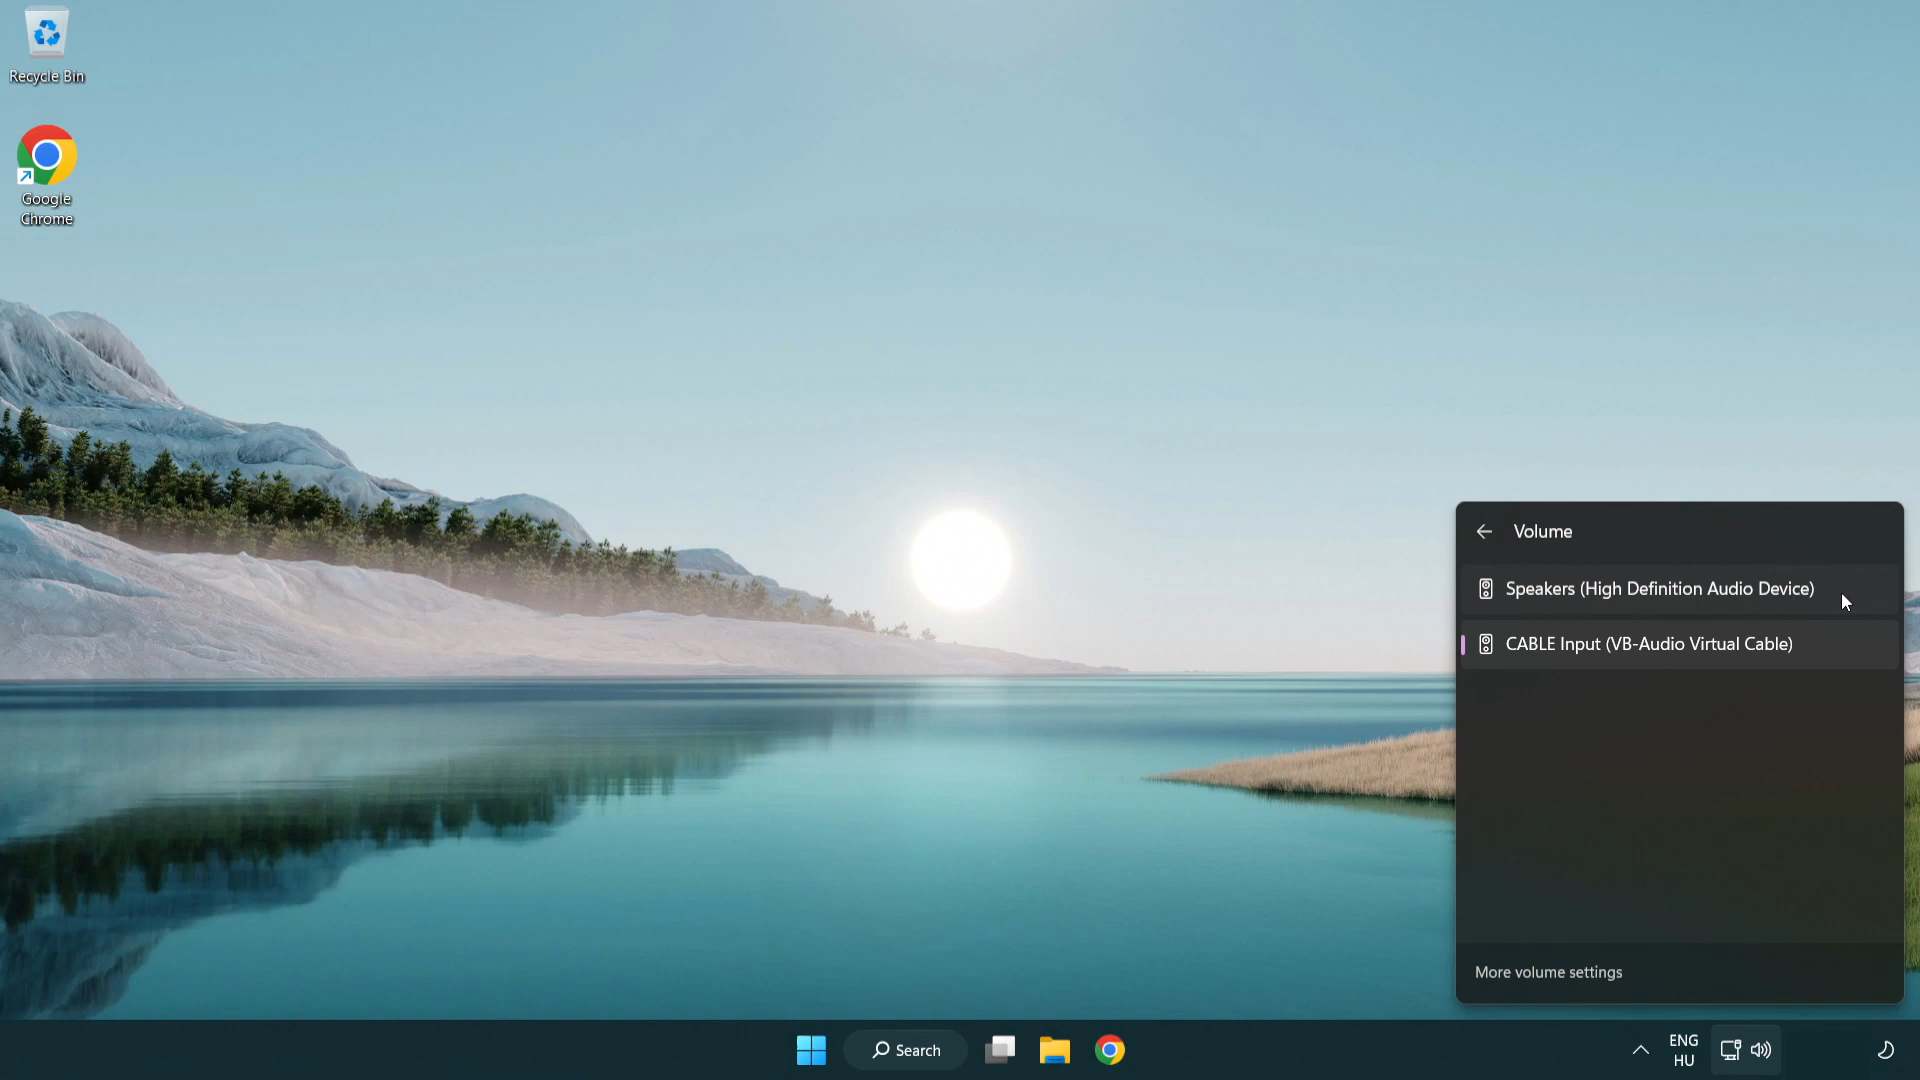 Recycle Bin
Google
Chrome
Volume
Speakers (High Definition Audio Device)
CABLE Input (VB-Audio Virtual Cable)
More volume settings
Search
ENG
HU